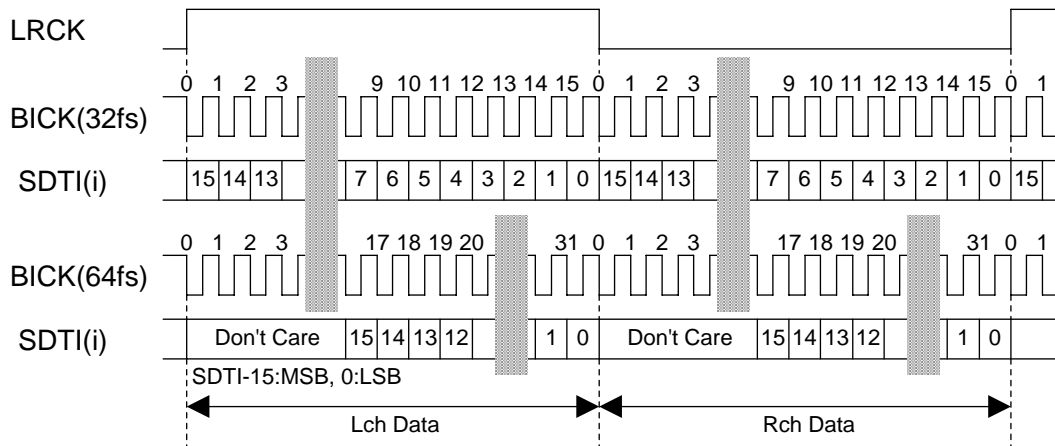 LRCK
0 1 2 3 9 10 11 12 13 14 15 0 1 2 3 9 10 11 12 13 14 15 0 1
BICK(32fs)
SDTI(i) 15 14 13 7 6 5 4 3 2 1 0 15 14 13 7 6 5 4 3 2 1 0 15
0 1 2 3 17 18 19 20 31 0 1 2 3 17 18 19 20 31 0 1
BICK(64fs)
SDTI(i) Don't Care 15 14 13 12 1 0 Don't Care 15 14 13 12 1 0
SDTI-15:MSB, 0:LSB
Lch Data Rch Data